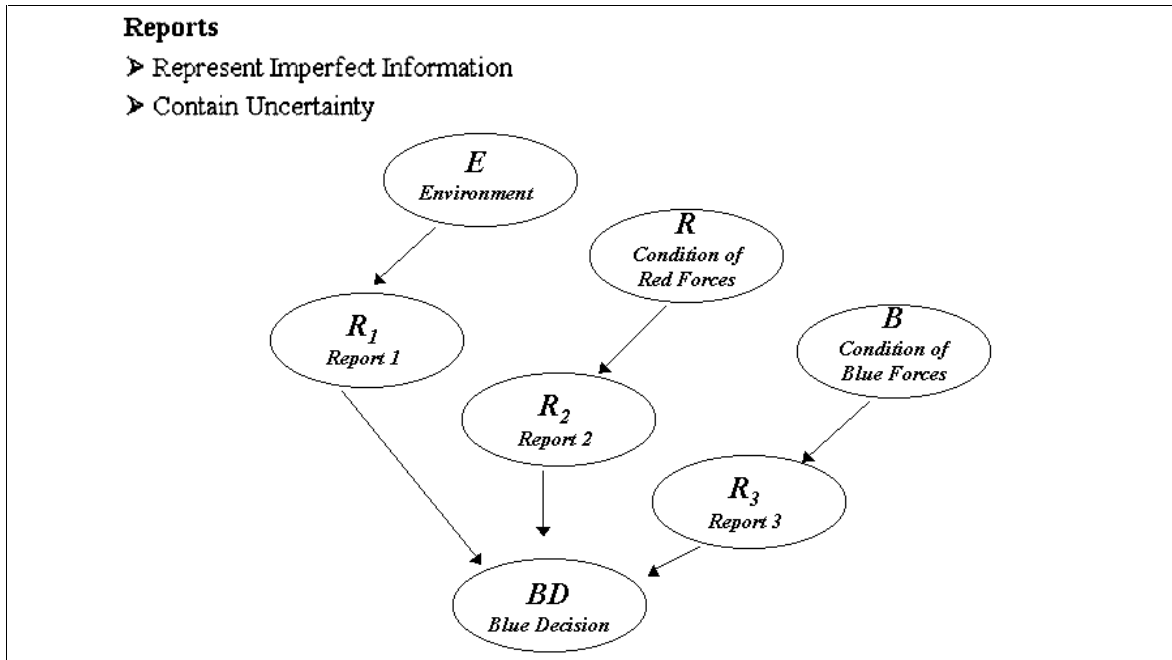 Reports
➤ Represent Imperfect Information
➤ Contain Uncertainty
E
Environment
R
Condition of
Red Forces
B
Condition of
Blue Forces
R1
Report 1
R2
Report 2
R3
Report 3
BD
Blue Decision